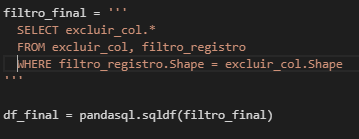 filtro_final = '''
SELECT excluir_col.*
FROM excluir_col, filtro_registro
WHERE filtro_registro.Shape = excluir_col.Shape
'''
df_final = pandasql.sqldf(filtro_final)